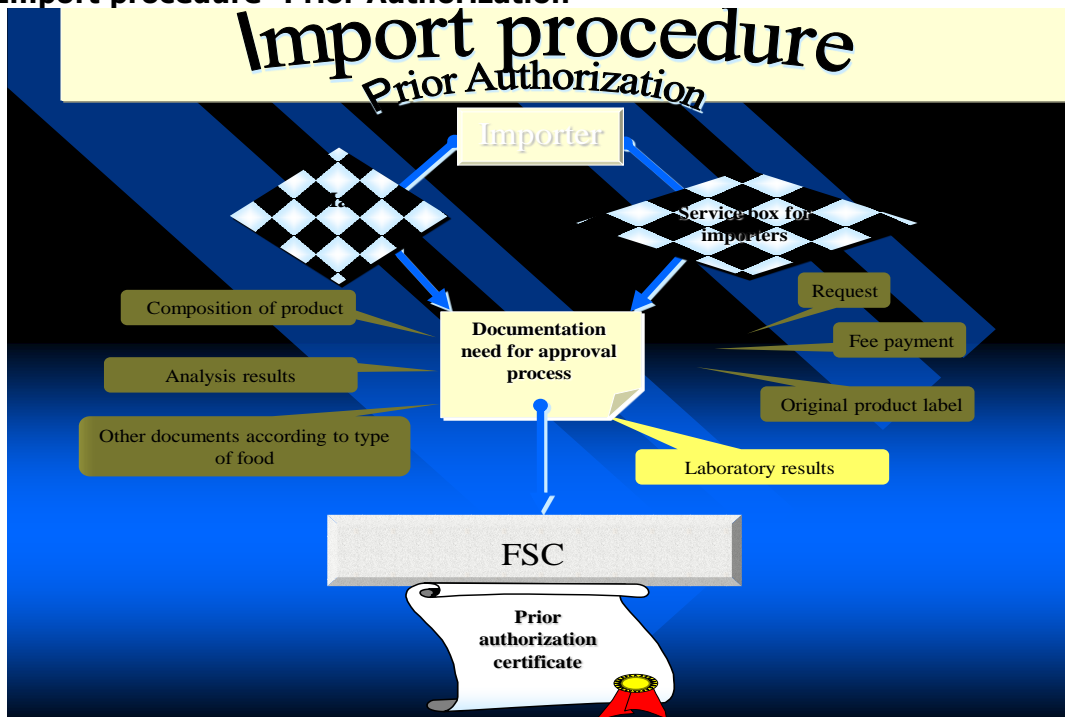 Import procedure
Prior Authorization
Importer
Service box for
importers
Composition of product
Request
Documentation
need for approval
process
Fee payment
Analysis results
Original product label
Other documents according to type
of food
Laboratory results
FSC
Prior
authorization
certificate